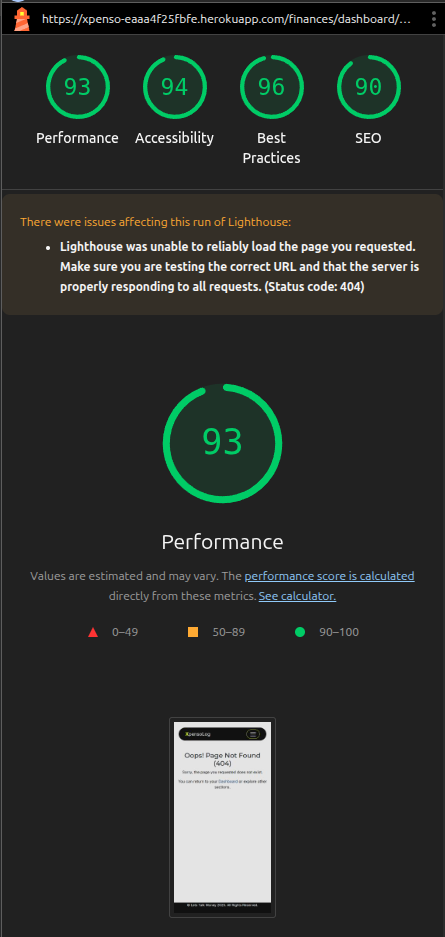 https://xpenso-eaaa4f25fbfe.herokuapp.com/finances/dashboard/...
93
94
96
90
Performance
Accessibility
Best
Practices
SEO
There were issues affecting this run of Lighthouse:
Lighthouse was unable to reliably load the page you requested.
Make sure you are testing the correct URL and that the server is
properly responding to all requests. (Status code: 404)
93
Performance
Values are estimated and may vary. The performance score is calculated
directly from these metrics. See calculator.
0–49
50–89
90–100
XpensoLog
Oops! Page Not Found
(404)
Sorry, the page you requested does not exist.
You can return to your Dashboard or explore other
sections.
All Rights Reserved.